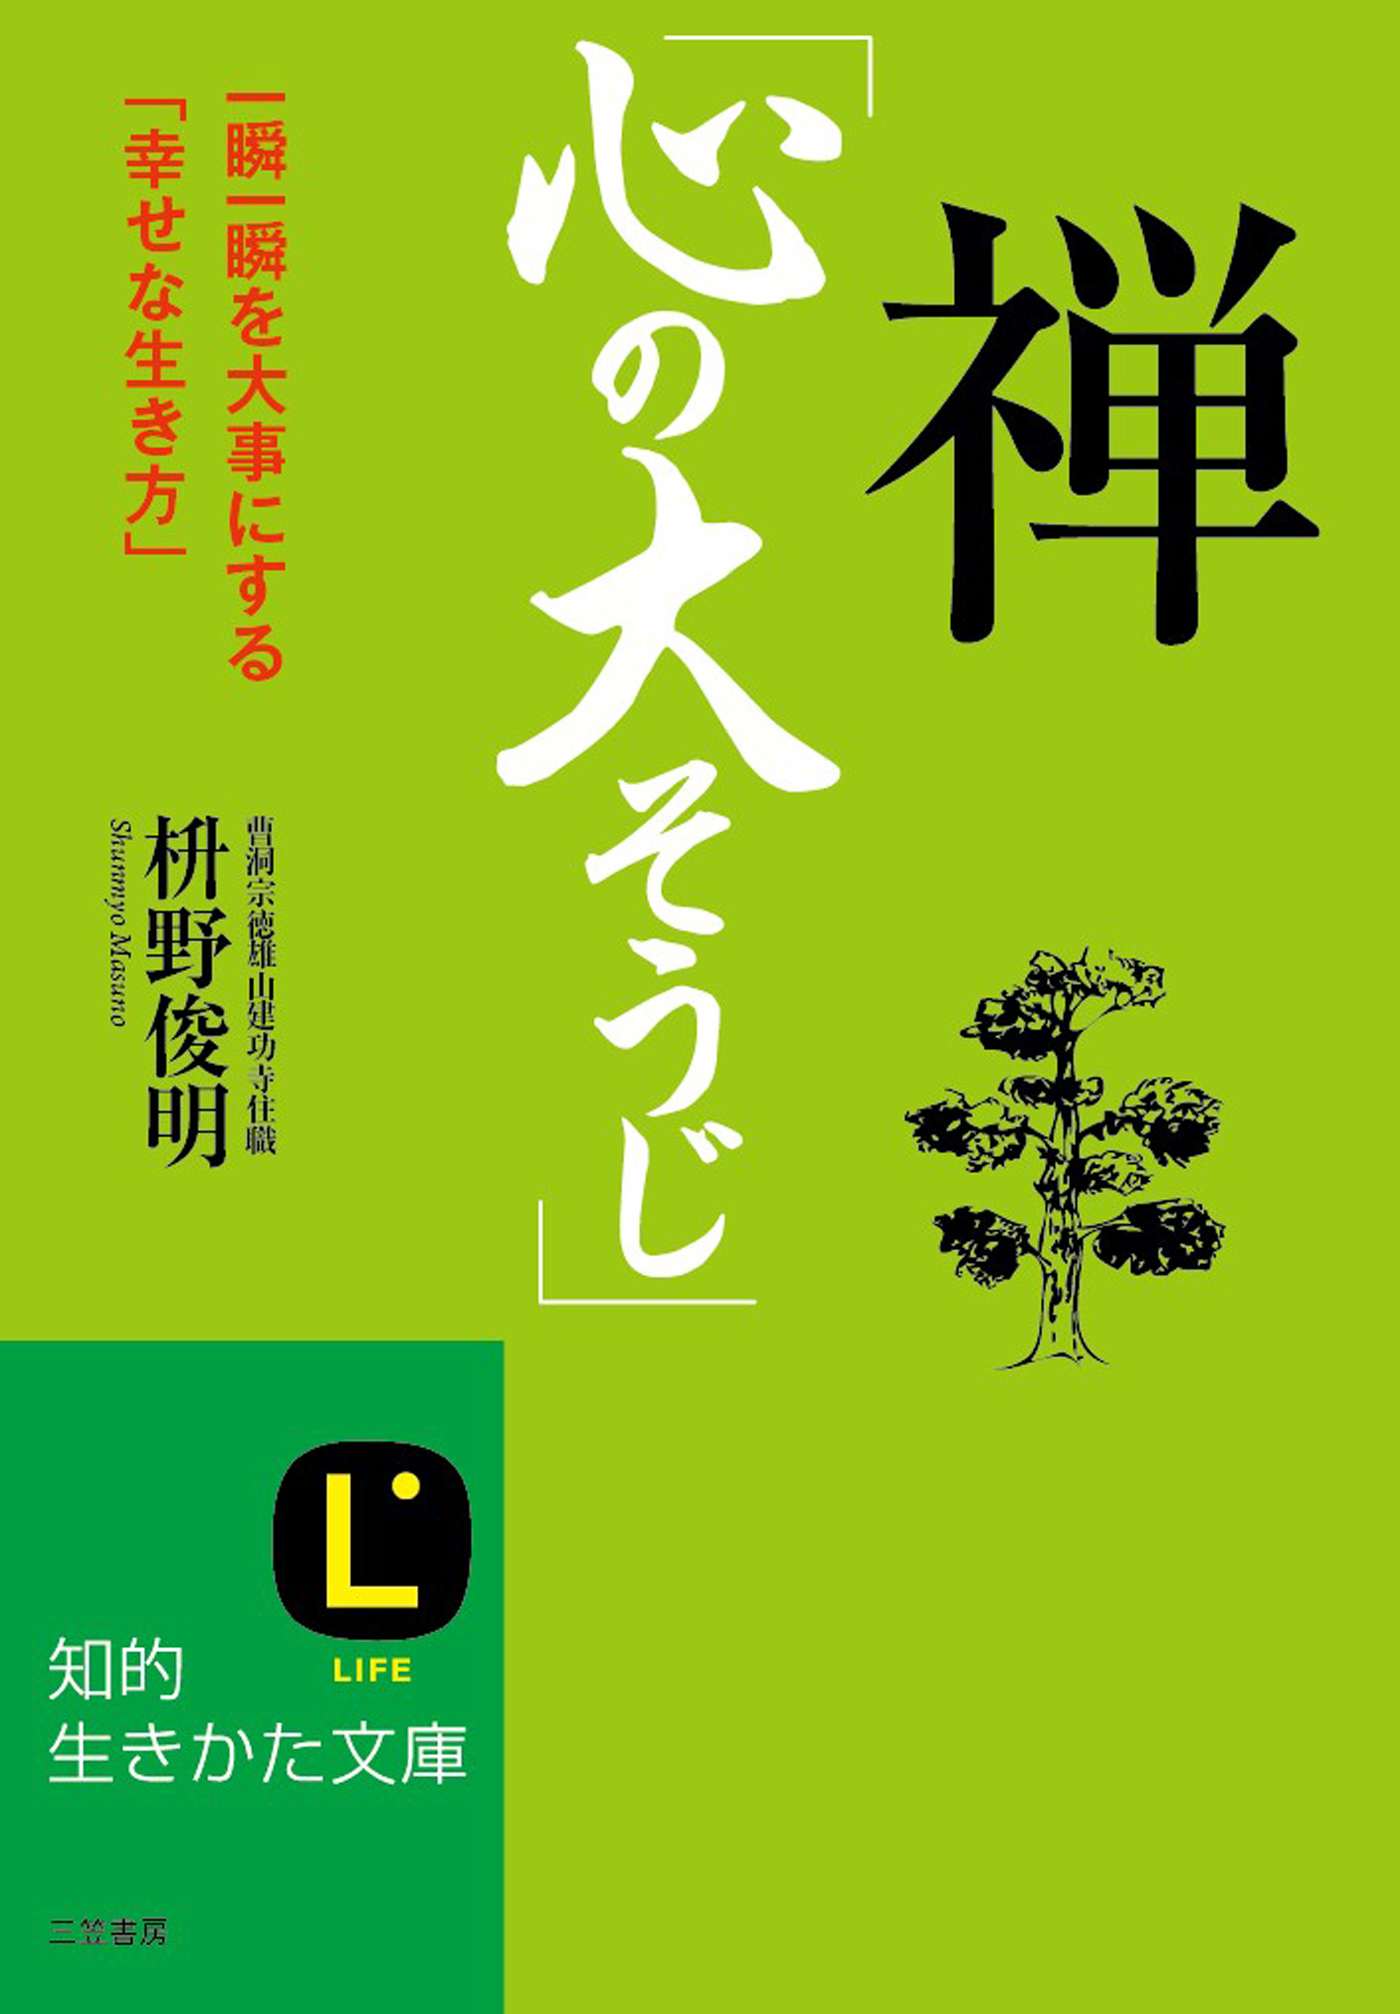 禅
「心の大そうじ」
一瞬一瞬を大事にする
「幸せな生き方」
曹洞宗徳雄山建功寺住職
枡野俊明
Shunmyo Masuno
L
LIFE
知的
生きかた文庫
三笠書房